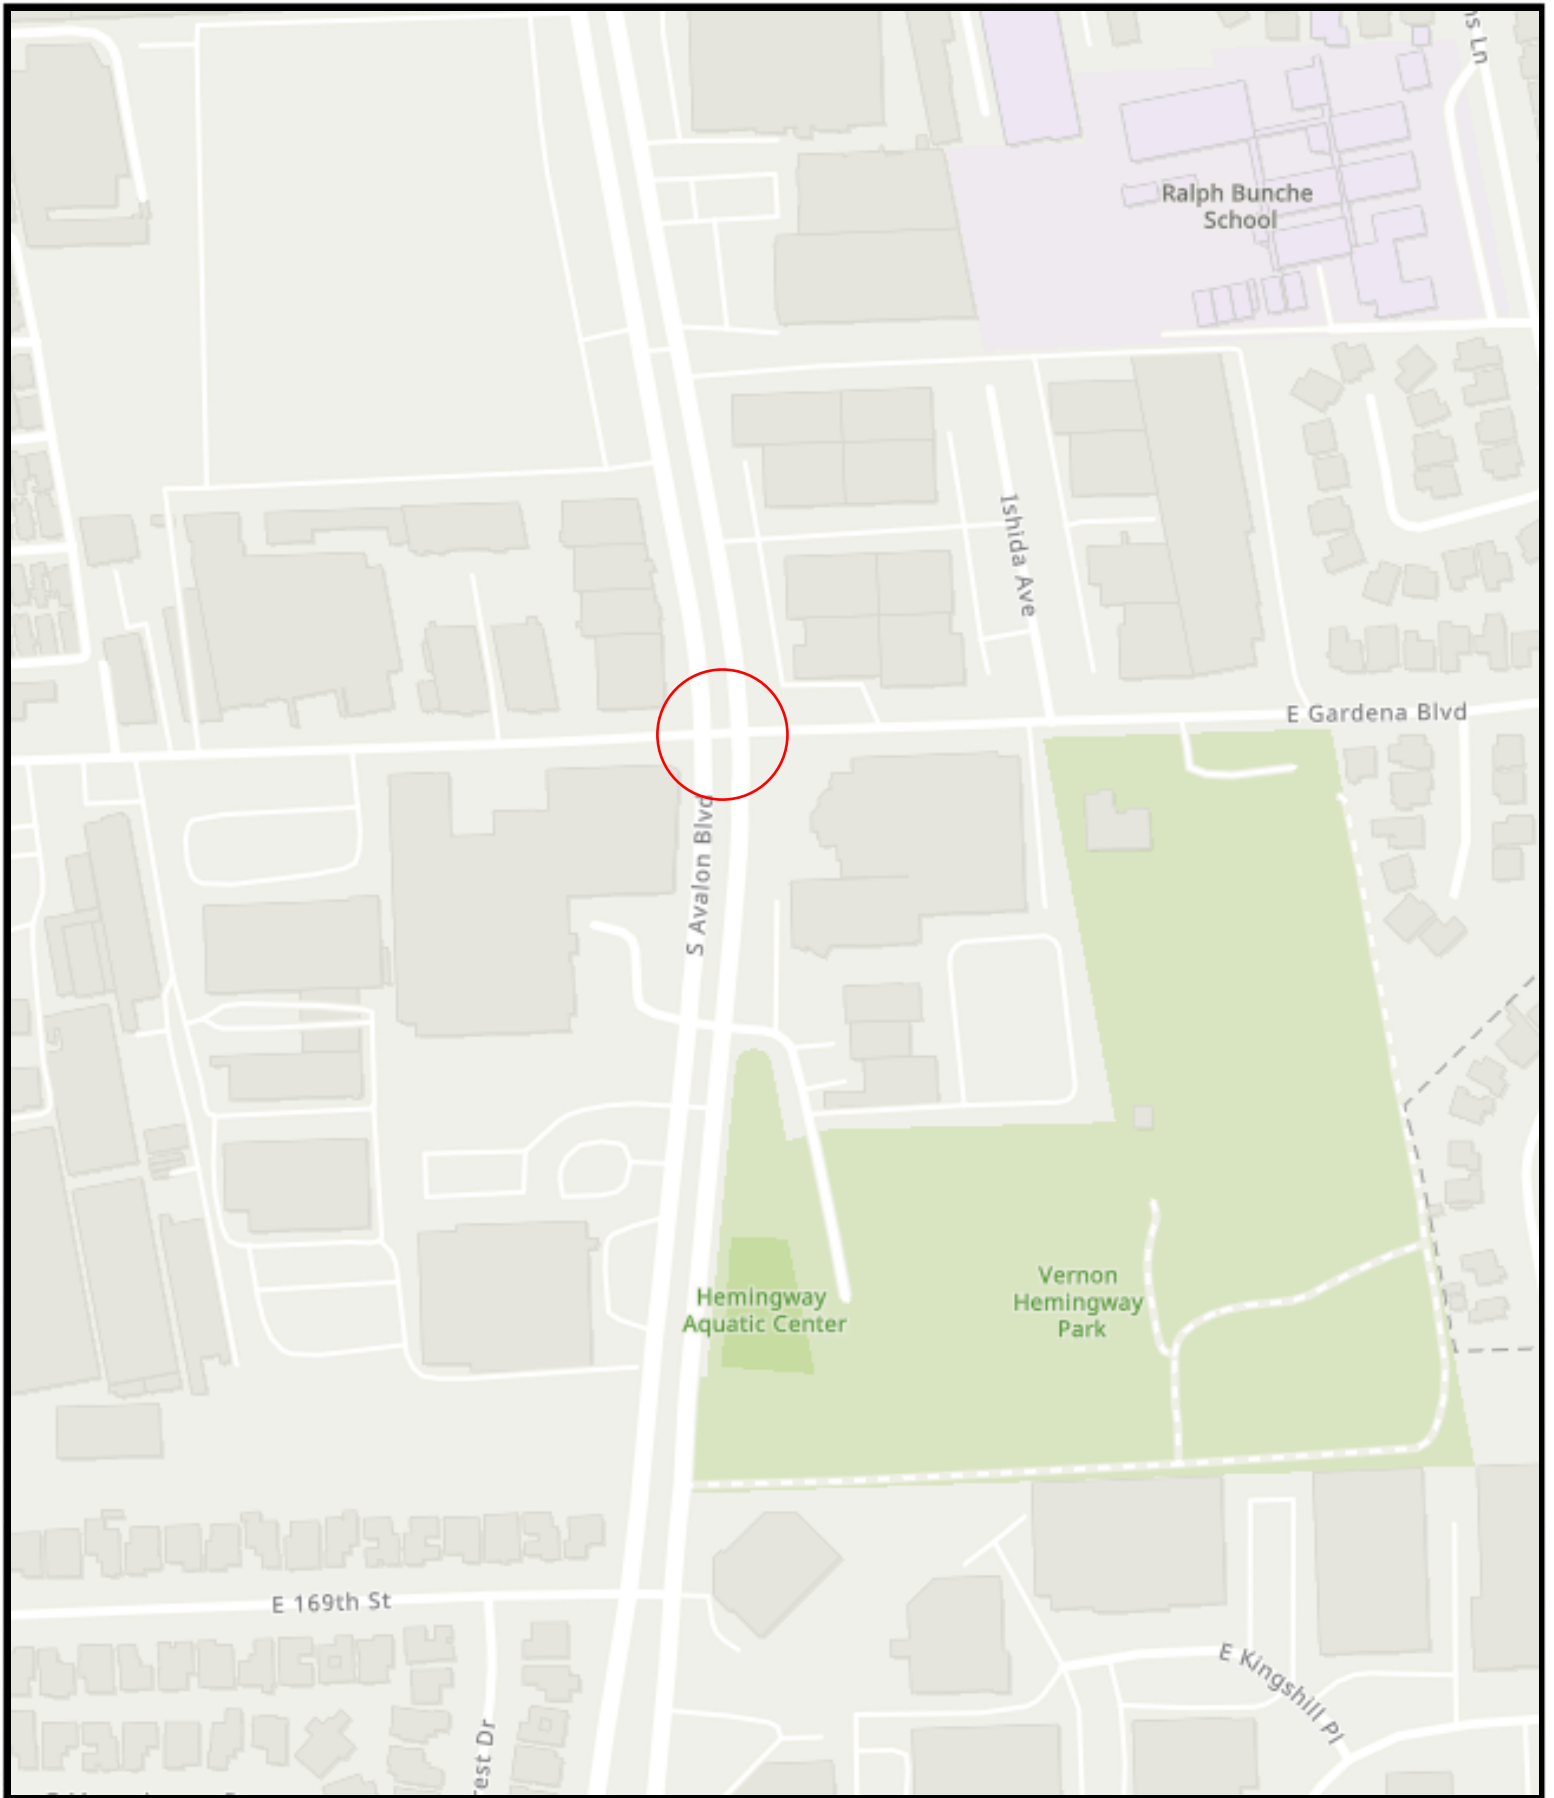 Ralph Bunche
School
Ishida Ave
E Gardena Blvd
S Avalon Blvd
Hemingway
Aquatic Center
Vernon
Hemingway
Park
E 169th St
E Kingshill Pl